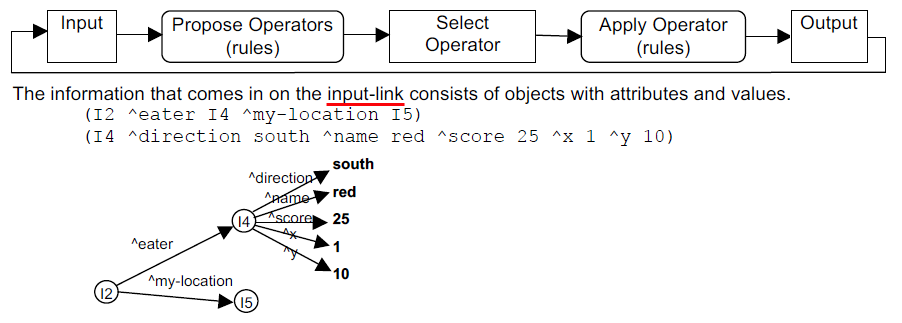 Input
Propose Operators
(rules)
Select
Operator
Apply Operator
(rules)
Output
The information that comes in on the input-link consists of objects with attributes and values.
(I2 ^eater I4 ^my-location I5)
(I4 ^direction south ^name red ^score 25 ^x 1 ^y 10)
south
^direction
red
^name
I4
^score
25
^x
1
^eater
^y
10
^my-location
I2
I5